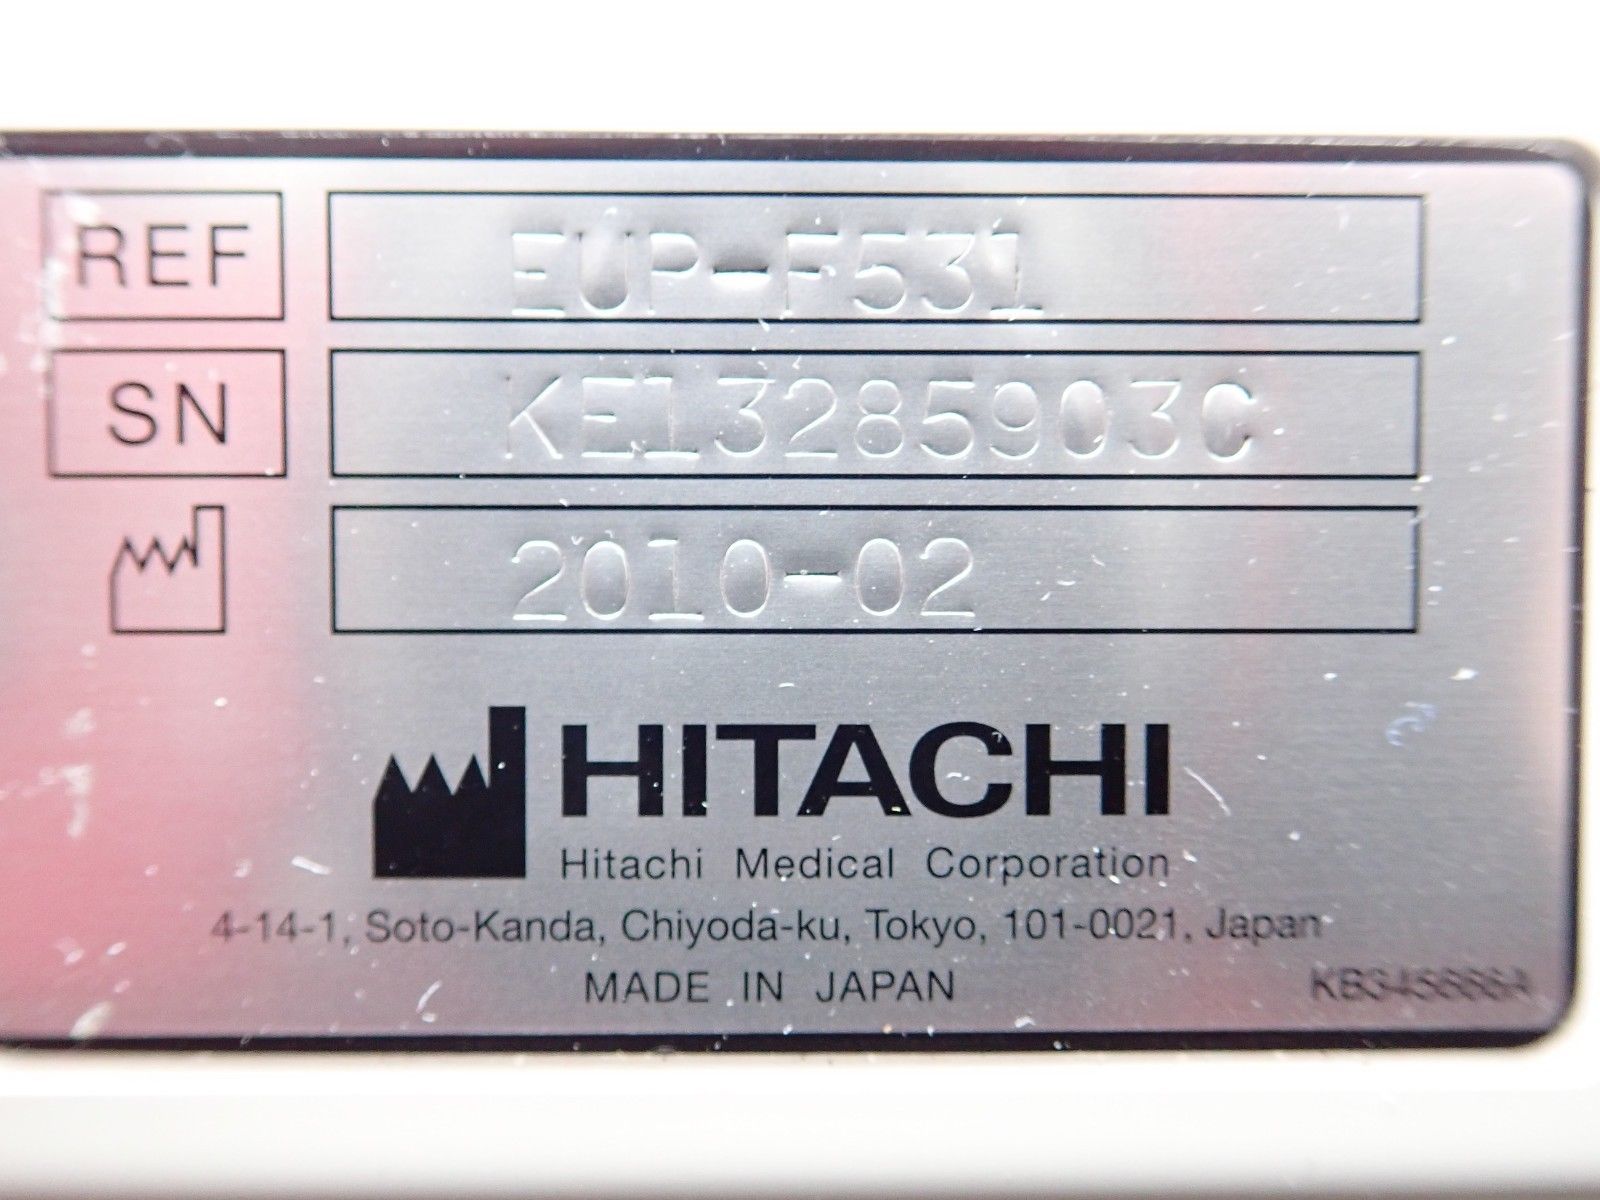 REF EUP-F531
SN KE13285903C
2010-02
HITACHI
Hitachi Medical Corporation
4-14-1, Soto-Kanda, Chiyoda-ku, Tokyo, 101-0021, Japan
MADE IN JAPAN